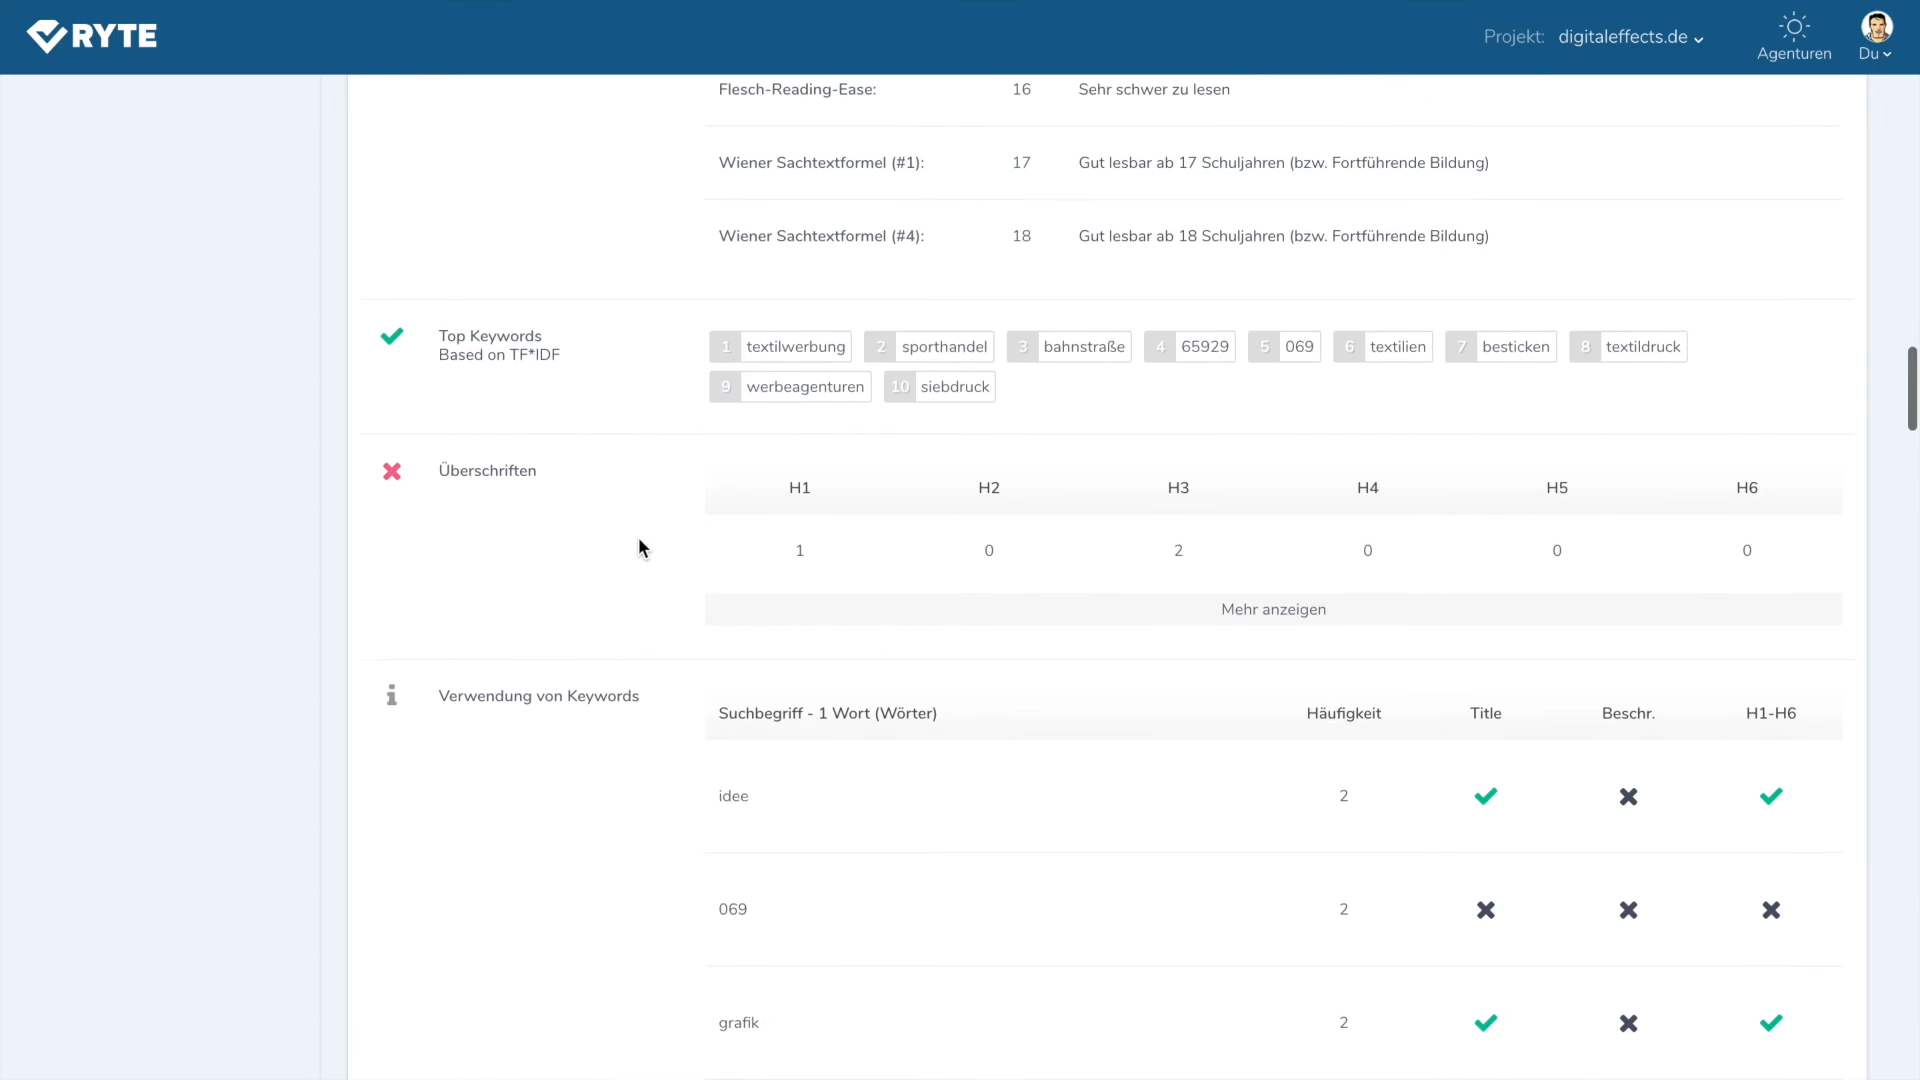 RYTE
Projekt: digitaleffects.de
Agenturen
Du
Flesch-Reading-Ease: 16 Sehr schwer zu lesen
Wiener Sachtextformel (#1): 17 Gut lesbar ab 17 Schuljahren (bzw. Fortführende Bildung)
Wiener Sachtextformel (#4): 18 Gut lesbar ab 18 Schuljahren (bzw. Fortführende Bildung)
Top Keywords
Based on TF*IDF
1 textilwerbung 2 sporthandel 3 bahnstraße 4 65929 5 069 6 textilien 7 besticken 8 textildruck
9 werbeagenturen 10 siebdruck
Überschriften
H1 H2 H3 H4 H5 H6
1 0 2 0 0 0
Mehr anzeigen
Verwendung von Keywords
Suchbegriff - 1 Wort (Wörter) Häufigkeit Title Beschr. H1-H6
idee 2
069 2
grafik 2